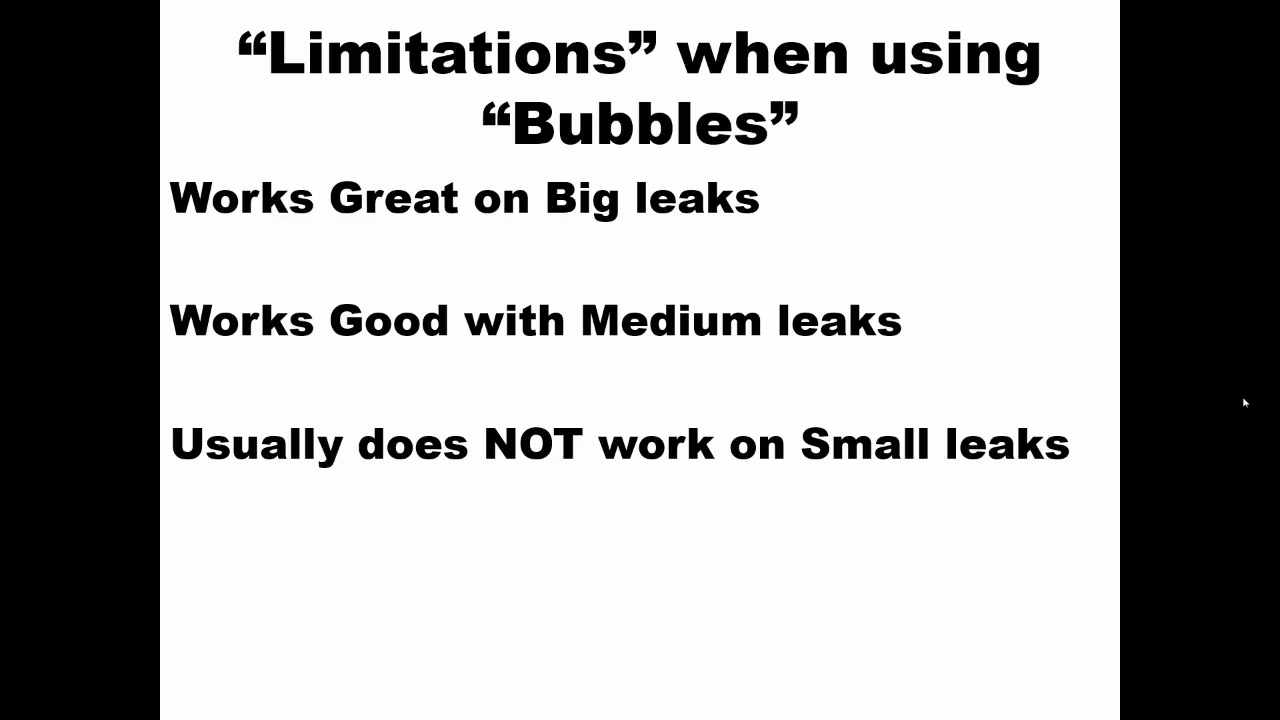 “Limitations” when using
“Bubbles”
Works Great on Big leaks
Works Good with Medium leaks
Usually does NOT work on Small leaks